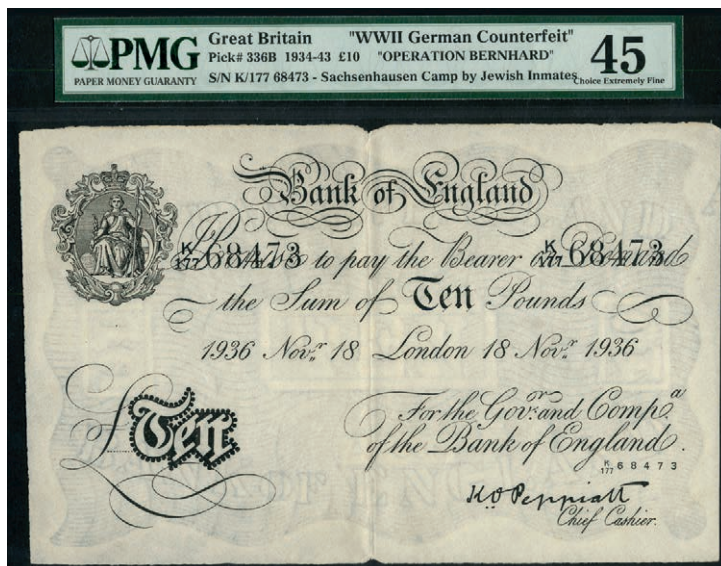 PMG
PAPER MONEY GUARANTY
Great Britain "WWII German Counterfeit"
Pick# 336B 1934-43 £10 "OPERATION BERNHARD"
S/N K/177 68473 - Sachsenhausen Camp by Jewish Inmates
45
Choice Extremely Fine
Bank of England
K/177 68473 K/177 68473
I Promise to pay the Bearer on Demand
the Sum of Ten Pounds
1936 Novr. 18 London 18 Novr. 1936
For the Govr. and Compa.
of the Bank of England.
K/177 68473
£Ten
K.O Peppiatt
Chief Cashier.